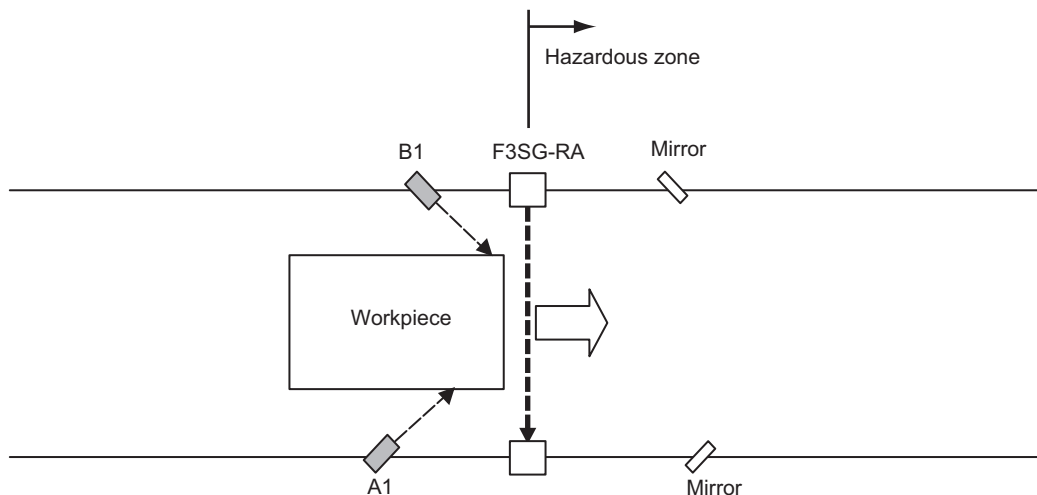 Hazardous zone
B1
F3SG-RA
Mirror
Workpiece
A1
Mirror